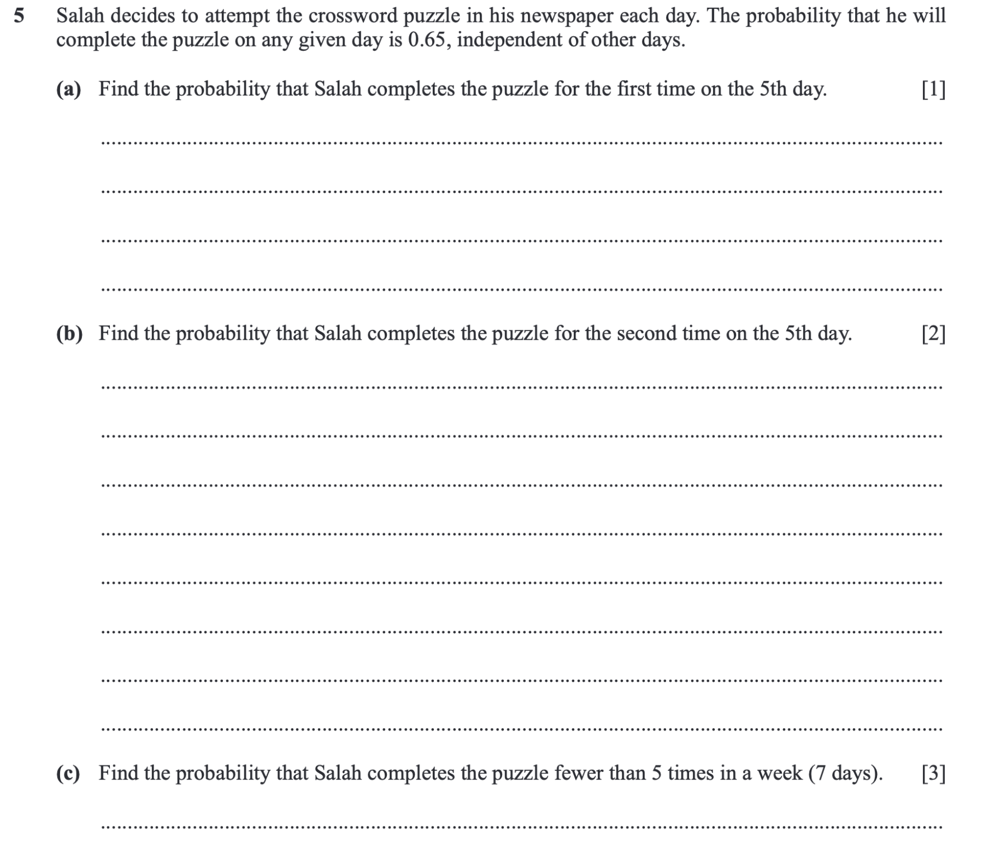 5 Salah decides to attempt the crossword puzzle in his newspaper each day. The probability that he will
complete the puzzle on any given day is 0.65, independent of other days.
(a) Find the probability that Salah completes the puzzle for the first time on the 5th day. [1]
(b) Find the probability that Salah completes the puzzle for the second time on the 5th day. [2]
(c) Find the probability that Salah completes the puzzle fewer than 5 times in a week (7 days). [3]